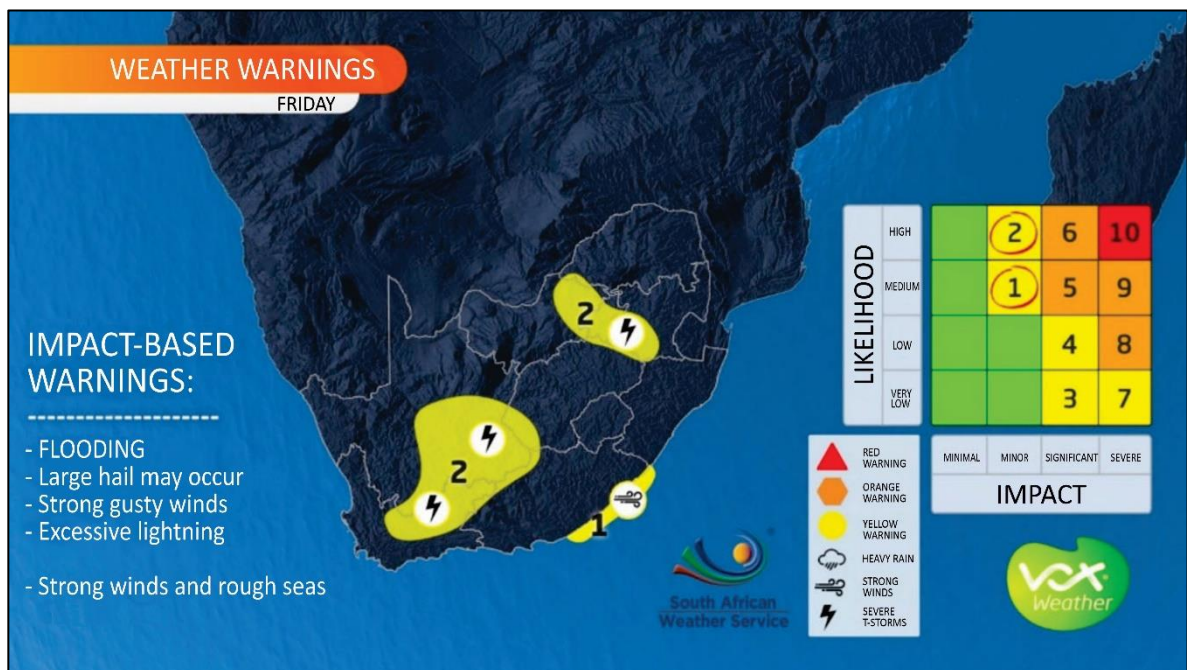 WEATHER WARNINGS
FRIDAY
IMPACT-BASED
WARNINGS:
--------------------
- FLOODING
- Large hail may occur
- Strong gusty winds
- Excessive lightning
- Strong winds and rough seas
2
2
1
LIKELIHOOD
HIGH
2
6
10
MEDIUM
1
5
9
LOW
4
8
VERY
LOW
3
7
MINIMAL
MINOR
SIGNIFICANT
SEVERE
IMPACT
RED
WARNING
ORANGE
WARNING
YELLOW
WARNING
HEAVY RAIN
STRONG
WINDS
SEVERE
T-STORMS
South African
Weather Service
®
VOX
Weather